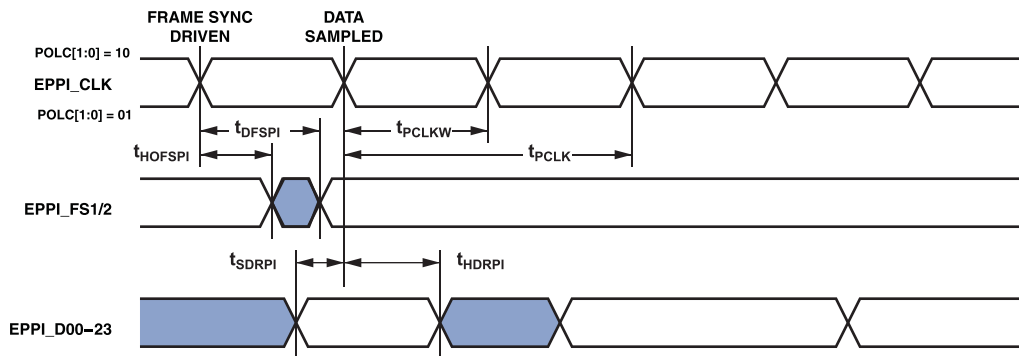 FRAME SYNC
DRIVEN
DATA
SAMPLED
POLC[1:0] = 10
EPPI_CLK
POLC[1:0] = 01
tDFSPI
tPCLKW
tHOFSPI
tPCLK
EPPI_FS1/2
tSDRPI
tHDRPI
EPPI_D00–23